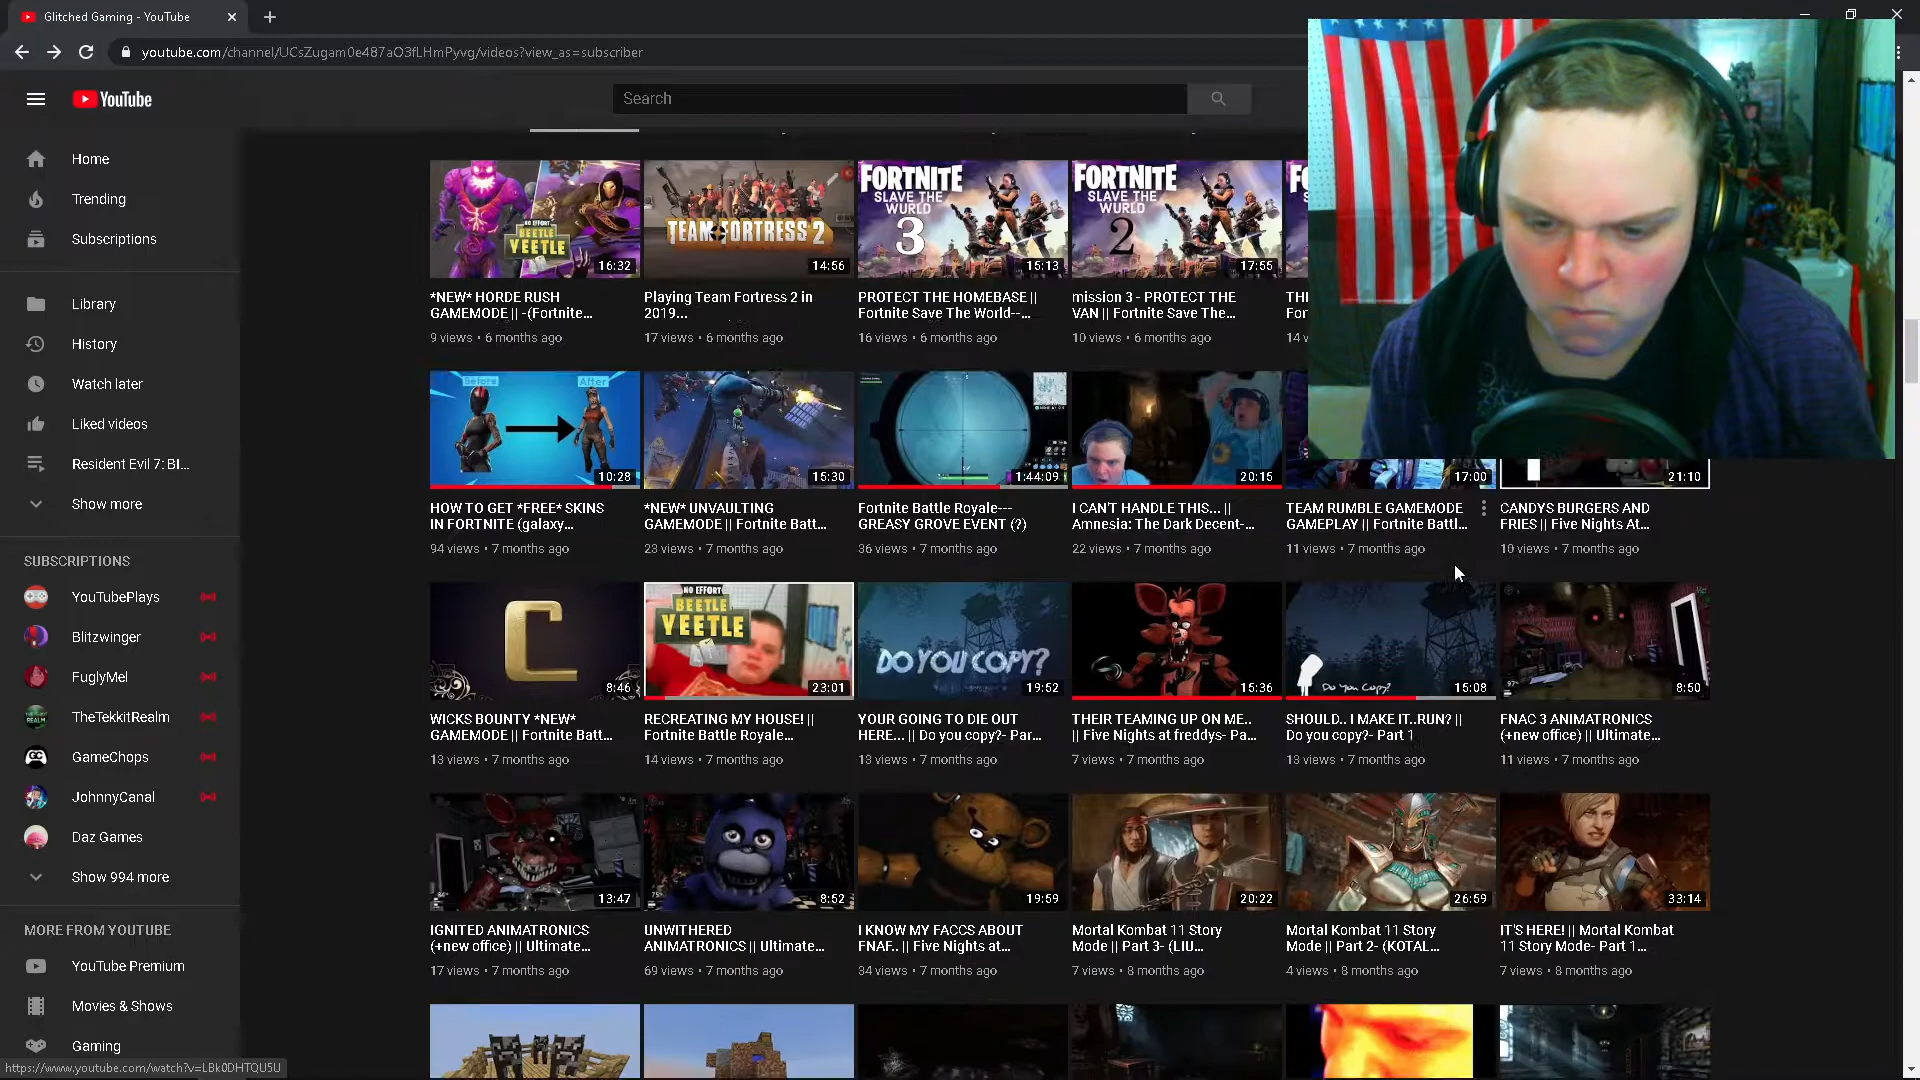 Glitched Gaming - YouTube
youtube.com/channel/UCsZugam0e487aO3fLHmPyvg/videos?view_as=subscriber
YouTube
Search
Home
Trending
Subscriptions
Library
History
Watch later
Liked videos
Resident Evil 7: BI...
Show more
SUBSCRIPTIONS
YouTubePlays
Blitzwinger
FuglyMel
TheTekkitRealm
GameChops
JohnnyCanal
Daz Games
Show 994 more
MORE FROM YOUTUBE
YouTube Premium
Movies & Shows
Gaming
https://www.youtube.com/watch?v=LBk0DHTQU5U
NO EFFORT
BEETLE
VEETLE
16:32
TEAM FORTRESS 2
14:56
FORTNITE
SLAVE THE
WURLD
3
15:13
FORTNITE
SLAVE THE
WURLD
2
17:55
*NEW* HORDE RUSH
GAMEMODE || -(Fortnite...
9 views • 6 months ago
Playing Team Fortress 2 in
2019...
17 views • 6 months ago
PROTECT THE HOMEBASE ||
Fortnite Save The World--...
16 views • 6 months ago
mission 3 - PROTECT THE
VAN || Fortnite Save The...
10 views • 6 months ago
14 v
Before
After
10:28
15:30
1:44:09
20:15
17:00
21:10
HOW TO GET *FREE* SKINS
IN FORTNITE (galaxy...
94 views • 7 months ago
*NEW* UNVAULTING
GAMEMODE || Fortnite Batt...
23 views • 7 months ago
Fortnite Battle Royale---
GREASY GROVE EVENT (?)
36 views • 7 months ago
I CAN'T HANDLE THIS... ||
Amnesia: The Dark Decent-...
22 views • 7 months ago
TEAM RUMBLE GAMEMODE
GAMEPLAY || Fortnite Battl...
11 views • 7 months ago
CANDYS BURGERS AND
FRIES || Five Nights At...
10 views • 7 months ago
C
8:46
NO EFFORT
BEETLE
VEETLE
23:01
DO YOU COPY?
19:52
15:36
Do you copy?
15:08
8:50
WICKS BOUNTY *NEW*
GAMEMODE || Fortnite Batt...
13 views • 7 months ago
RECREATING MY HOUSE! ||
Fortnite Battle Royale...
14 views • 7 months ago
YOUR GOING TO DIE OUT
HERE... || Do you copy?- Par...
13 views • 7 months ago
THEIR TEAMING UP ON ME..
|| Five Nights at freddys- Pa...
7 views • 7 months ago
SHOULD.. I MAKE IT..RUN? ||
Do you copy?- Part 1
13 views • 7 months ago
FNAC 3 ANIMATRONICS
(+new office) || Ultimate...
11 views • 7 months ago
13:47
8:52
19:59
20:22
26:59
33:14
IGNITED ANIMATRONICS
(+new office) || Ultimate...
17 views • 7 months ago
UNWITHERED
ANIMATRONICS || Ultimate...
69 views • 7 months ago
I KNOW MY FACCS ABOUT
FNAF.. || Five Nights at...
34 views • 7 months ago
Mortal Kombat 11 Story
Mode || Part 3- (LIU...
7 views • 8 months ago
Mortal Kombat 11 Story
Mode || Part 2- (KOTAL...
4 views • 8 months ago
IT'S HERE! || Mortal Kombat
11 Story Mode- Part 1...
7 views • 8 months ago